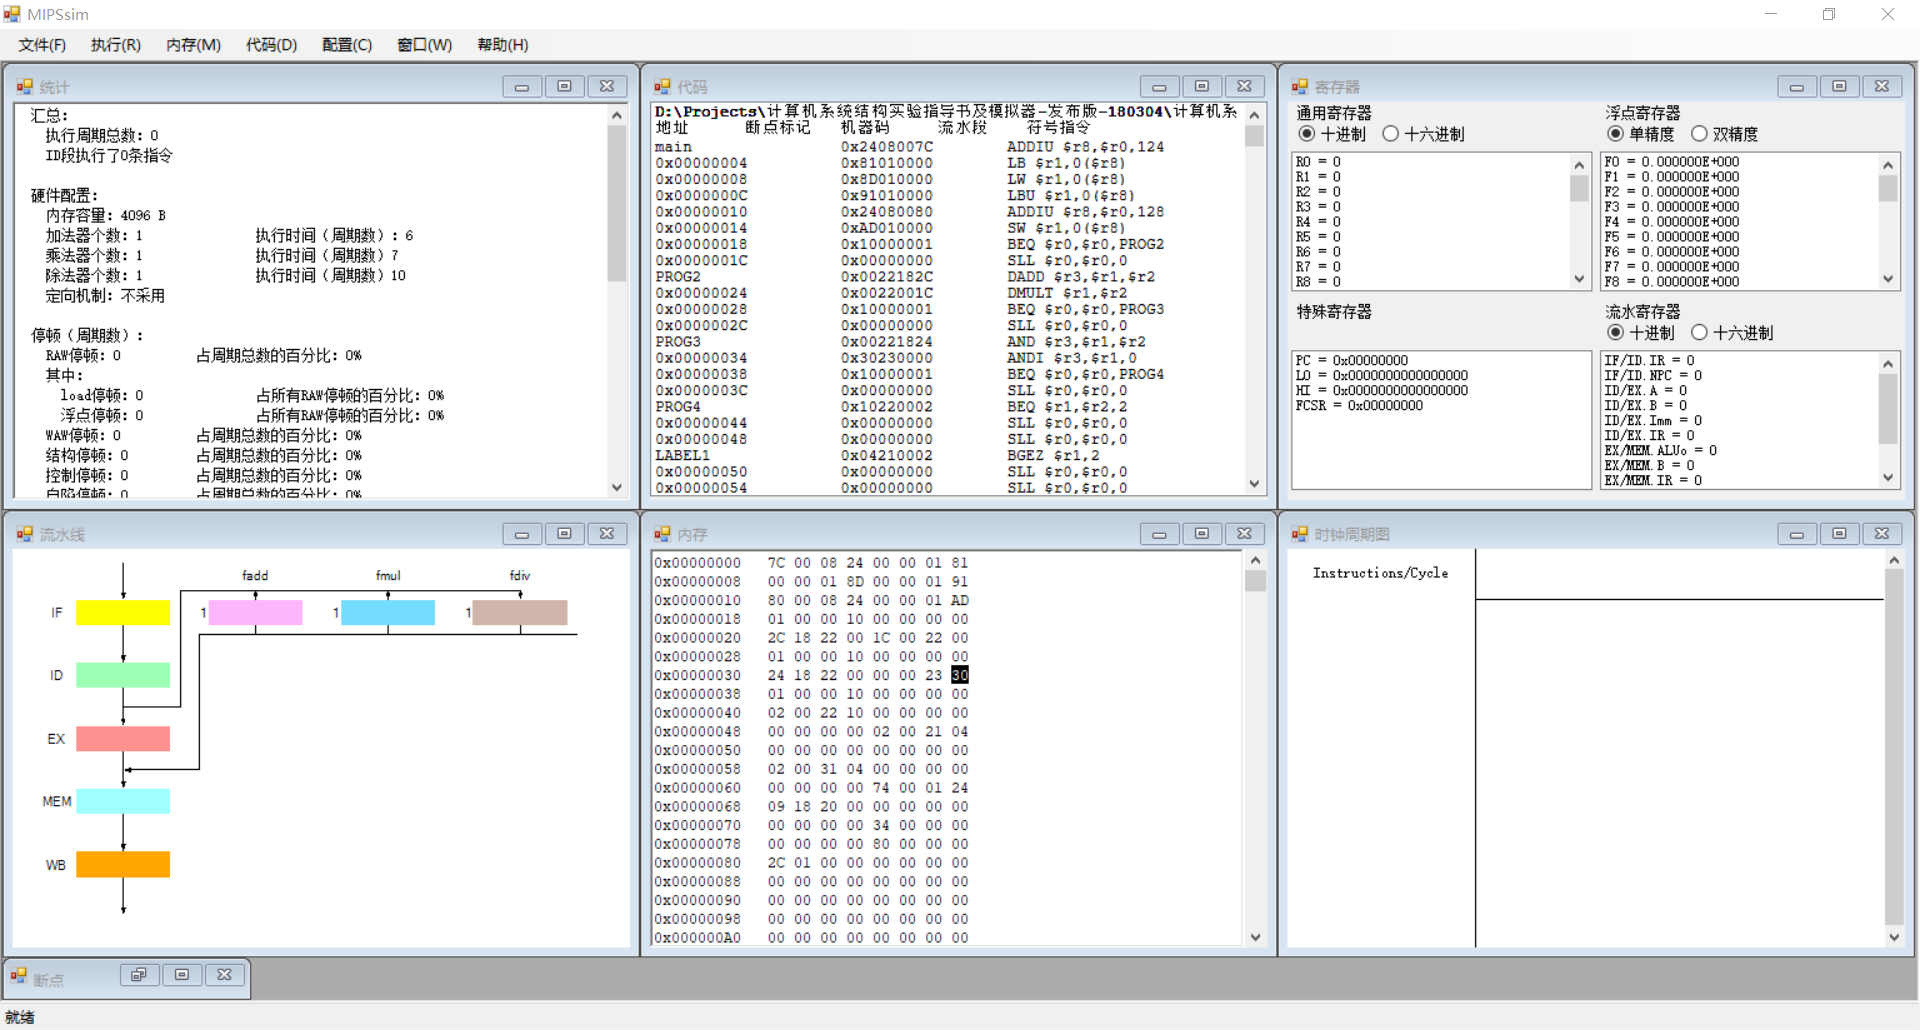 MIPSsim
文件(F) 执行(R) 内存(M) 代码(D) 配置(C) 窗口(W) 帮助(H)
统计
汇总:
执行周期总数: 0
ID段执行了0条指令
硬件配置:
内存容量: 4096 B
加法器个数: 1 执行时间（周期数）: 6
乘法器个数: 1 执行时间（周期数）7
除法器个数: 1 执行时间（周期数）10
定向机制: 不采用
停顿（周期数）:
RAW停顿: 0 占周期总数的百分比: 0%
其中:
load停顿: 0 占所有RAW停顿的百分比: 0%
浮点停顿: 0 占所有RAW停顿的百分比: 0%
WAW停顿: 0 占周期总数的百分比: 0%
结构停顿: 0 占周期总数的百分比: 0%
控制停顿: 0 占周期总数的百分比: 0%
自陷停顿: 0 占周期总数的百分比: 0%
代码
D:\Projects\计算机系统结构实验指导书及模拟器-发布版-180304\计算机系
地址 断点标记 机器码 流水段 符号指令
main 0x2408007C ADDIU $r8,$r0,124
0x00000004 0x81010000 LB $r1,0($r8)
0x00000008 0x8D010000 LW $r1,0($r8)
0x0000000C 0x91010000 LBU $r1,0($r8)
0x00000010 0x24080080 ADDIU $r8,$r0,128
0x00000014 0xAD010000 SW $r1,0($r8)
0x00000018 0x10000001 BEQ $r0,$r0,PROG2
0x0000001C 0x00000000 SLL $r0,$r0,0
PROG2 0x0022182C DADD $r3,$r1,$r2
0x00000024 0x0022001C DMULT $r1,$r2
0x00000028 0x10000001 BEQ $r0,$r0,PROG3
0x0000002C 0x00000000 SLL $r0,$r0,0
PROG3 0x00221824 AND $r3,$r1,$r2
0x00000034 0x30230000 ANDI $r3,$r1,0
0x00000038 0x10000001 BEQ $r0,$r0,PROG4
0x0000003C 0x00000000 SLL $r0,$r0,0
PROG4 0x10220002 BEQ $r1,$r2,2
0x00000044 0x00000000 SLL $r0,$r0,0
0x00000048 0x00000000 SLL $r0,$r0,0
LABEL1 0x04210002 BGEZ $r1,2
0x00000050 0x00000000 SLL $r0,$r0,0
0x00000054 0x00000000 SLL $r0,$r0,0
寄存器
通用寄存器
十进制 十六进制
R0 = 0
R1 = 0
R2 = 0
R3 = 0
R4 = 0
R5 = 0
R6 = 0
R7 = 0
R8 = 0
浮点寄存器
单精度 双精度
F0 = 0.000000E+000
F1 = 0.000000E+000
F2 = 0.000000E+000
F3 = 0.000000E+000
F4 = 0.000000E+000
F5 = 0.000000E+000
F6 = 0.000000E+000
F7 = 0.000000E+000
F8 = 0.000000E+000
特殊寄存器
PC = 0x00000000
LO = 0x0000000000000000
HI = 0x0000000000000000
FCSR = 0x00000000
流水寄存器
十进制 十六进制
IF/ID.IR = 0
IF/ID.NPC = 0
ID/EX.A = 0
ID/EX.B = 0
ID/EX.Imm = 0
ID/EX.IR = 0
EX/MEM.ALUo = 0
EX/MEM.B = 0
EX/MEM.IR = 0
流水线
fadd fmul fdiv
IF 1 1 1
ID
EX
MEM
WB
内存
0x00000000 7C 00 08 24 00 00 01 81
0x00000008 00 00 01 8D 00 00 01 91
0x00000010 80 00 08 24 00 00 01 AD
0x00000018 01 00 00 10 00 00 00 00
0x00000020 2C 18 22 00 1C 00 22 00
0x00000028 01 00 00 10 00 00 00 00
0x00000030 24 18 22 00 00 00 23 30
0x00000038 01 00 00 10 00 00 00 00
0x00000040 02 00 22 10 00 00 00 00
0x00000048 00 00 00 00 02 00 21 04
0x00000050 00 00 00 00 00 00 00 00
0x00000058 02 00 31 04 00 00 00 00
0x00000060 00 00 00 00 74 00 01 24
0x00000068 09 18 20 00 00 00 00 00
0x00000070 00 00 00 00 34 00 00 00
0x00000078 00 00 00 00 80 00 00 00
0x00000080 2C 01 00 00 00 00 00 00
0x00000088 00 00 00 00 00 00 00 00
0x00000090 00 00 00 00 00 00 00 00
0x00000098 00 00 00 00 00 00 00 00
0x000000A0 00 00 00 00 00 00 00 00
时钟周期图
Instructions/Cycle
断点
就绪